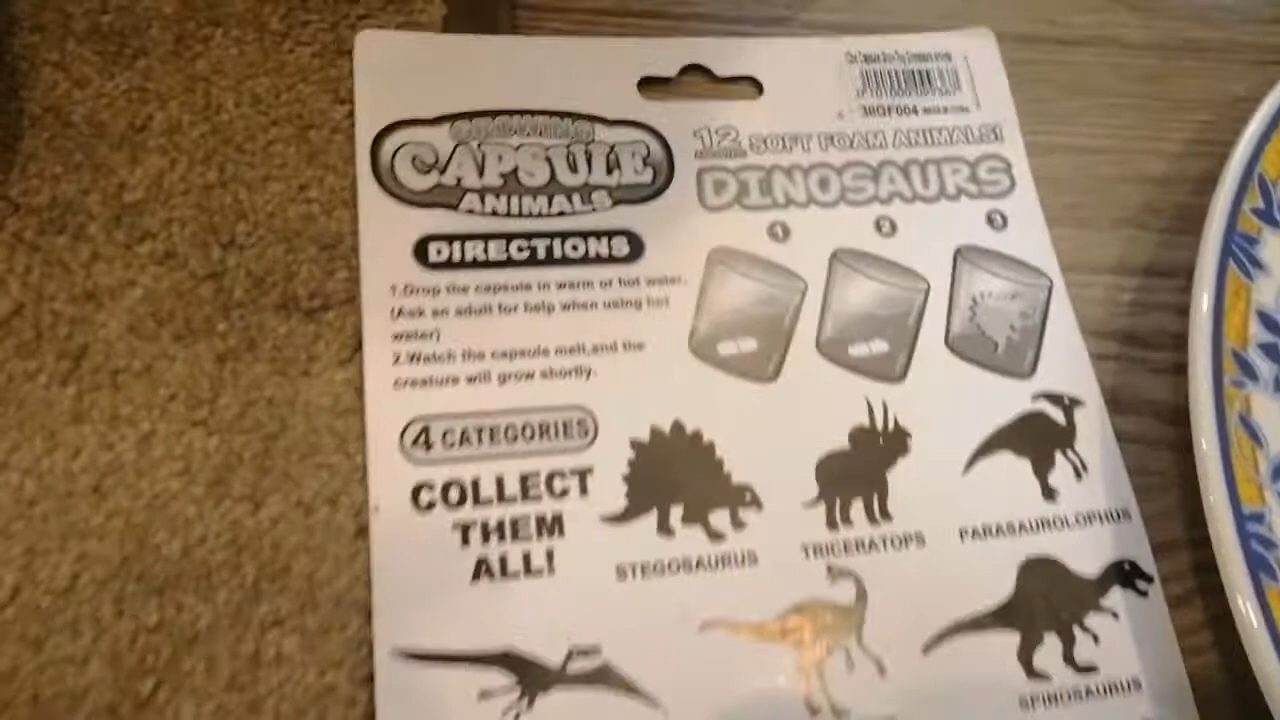 GROWING
CAPSULE
ANIMALS
DIRECTIONS
1.Drop the capsule in warm or hot water.
(Ask an adult for help when using hot
water)
2.Watch the capsule melt,and the
creature will grow shortly.
38GF004
12 SOFT FOAM ANIMALS!
DINOSAURS
1 2 3
4 CATEGORIES
COLLECT
THEM
ALL!
STEGOSAURUS
TRICERATOPS
PARASAUROLOPHUS
SPINOSAURUS